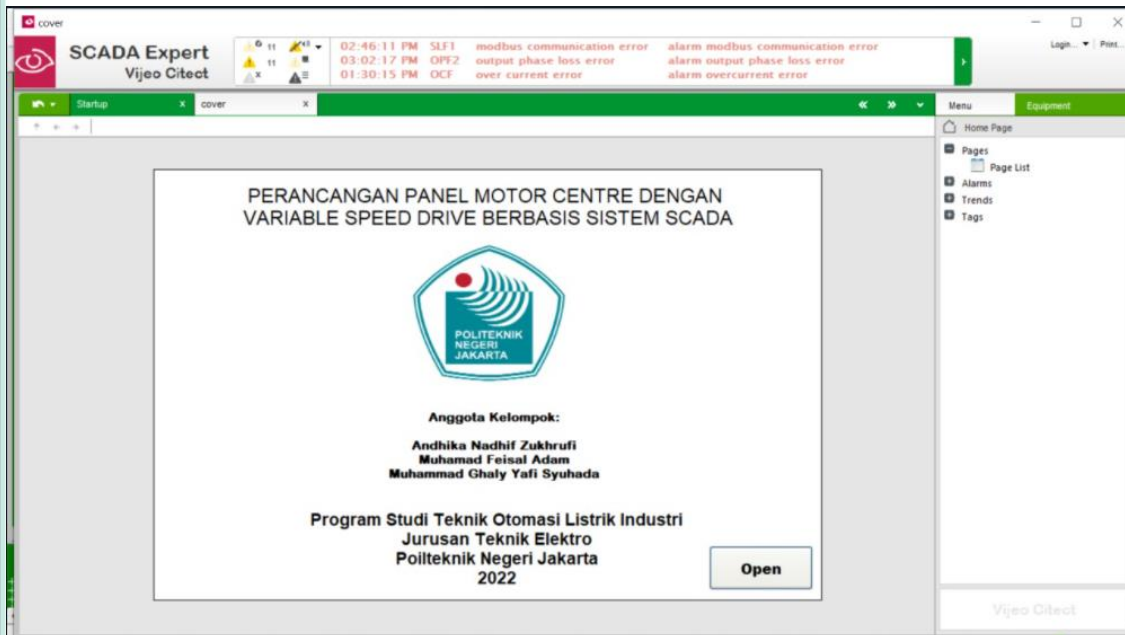 cover
SCADA Expert
Vijeo Citect
11
11
02:46:11 PM SLF1 modbus communication error alarm modbus communication error
03:02:17 PM OPF2 output phase loss error alarm output phase loss error
01:30:15 PM OCF over current error alarm overcurrent error
Login... Print...
Startup x cover x
Menu Equipment
Home Page
Pages
Page List
Alarms
Trends
Tags
PERANCANGAN PANEL MOTOR CENTRE DENGAN
VARIABLE SPEED DRIVE BERBASIS SISTEM SCADA
POLITEKNIK
NEGERI
JAKARTA
Anggota Kelompok:
Andhika Nadhif Zukhrufi
Muhamad Feisal Adam
Muhammad Ghaly Yafi Syuhada
Program Studi Teknik Otomasi Listrik Industri
Jurusan Teknik Elektro
Poilteknik Negeri Jakarta
2022
Open
Vijeo Citect